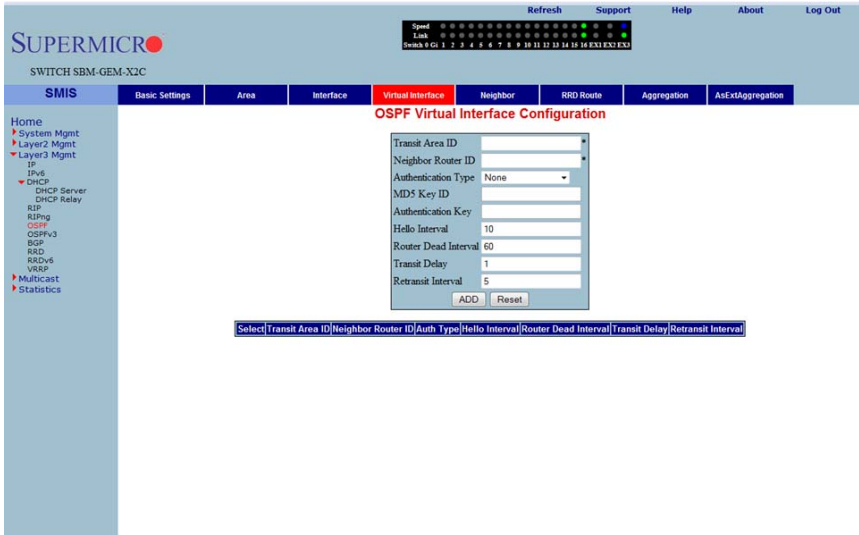 Refresh Support Help About Log Out
SUPERMICRO
SWITCH SBM-GEM-X2C
Speed
Link
Switch 0 Gi 1 2 3 4 5 6 7 8 9 10 11 12 13 14 15 16 EX1 EX2 EX3
SMIS
Basic Settings Area Interface Virtual Interface Neighbor RRD Route Aggregation AsExtAggregation
Home
System Mgmt
Layer2 Mgmt
Layer3 Mgmt
IP
IPv6
DHCP
DHCP Server
DHCP Relay
RIP
RIPng
OSPF
OSPFv3
BGP
RRD
RRDv6
VRRP
Multicast
Statistics
OSPF Virtual Interface Configuration
Transit Area ID *
Neighbor Router ID *
Authentication Type None
MD5 Key ID
Authentication Key
Hello Interval 10
Router Dead Interval 60
Transit Delay 1
Retransit Interval 5
ADD Reset
Select Transit Area ID Neighbor Router ID Auth Type Hello Interval Router Dead Interval Transit Delay Retransit Interval